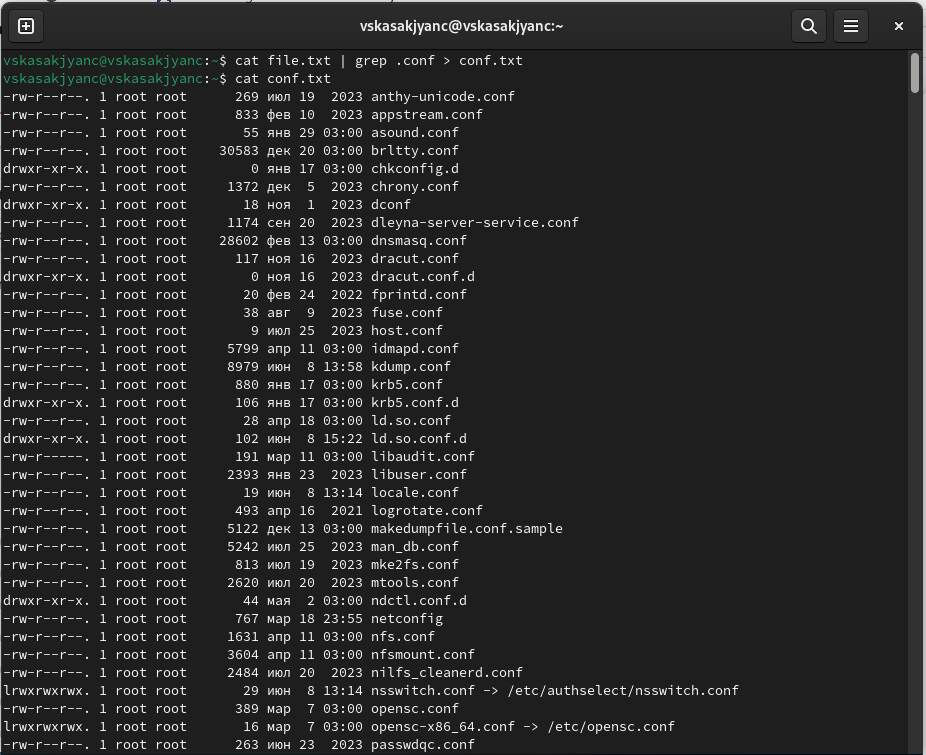 vskasakjyanc@vskasakjyanc:~
vskasakjyanc@vskasakjyanc:~$ cat file.txt | grep .conf > conf.txt
vskasakjyanc@vskasakjyanc:~$ cat conf.txt
-rw-r--r--. 1 root root     269 июл 19  2023 anthy-unicode.conf
-rw-r--r--. 1 root root     833 фев 10  2023 appstream.conf
-rw-r--r--. 1 root root      55 янв 29 03:00 asound.conf
-rw-r--r--. 1 root root   30583 дек 20 03:00 brltty.conf
drwxr-xr-x. 1 root root       0 янв 17 03:00 chkconfig.d
-rw-r--r--. 1 root root    1372 дек  5  2023 chrony.conf
drwxr-xr-x. 1 root root      18 ноя  1  2023 dconf
-rw-r--r--. 1 root root    1174 сен 20  2023 dleyna-server-service.conf
-rw-r--r--. 1 root root   28602 фев 13 03:00 dnsmasq.conf
-rw-r--r--. 1 root root     117 ноя 16  2023 dracut.conf
drwxr-xr-x. 1 root root       0 ноя 16  2023 dracut.conf.d
-rw-r--r--. 1 root root      20 фев 24  2022 fprintd.conf
-rw-r--r--. 1 root root      38 авг  9  2023 fuse.conf
-rw-r--r--. 1 root root       9 июл 25  2023 host.conf
-rw-r--r--. 1 root root    5799 апр 11 03:00 idmapd.conf
-rw-r--r--. 1 root root    8979 июн  8 13:58 kdump.conf
-rw-r--r--. 1 root root     880 янв 17 03:00 krb5.conf
drwxr-xr-x. 1 root root     106 янв 17 03:00 krb5.conf.d
-rw-r--r--. 1 root root      28 апр 18 03:00 ld.so.conf
drwxr-xr-x. 1 root root     102 июн  8 15:22 ld.so.conf.d
-rw-r-----. 1 root root     191 мар 11 03:00 libaudit.conf
-rw-r--r--. 1 root root    2393 янв 23  2023 libuser.conf
-rw-r--r--. 1 root root      19 июн  8 13:14 locale.conf
-rw-r--r--. 1 root root     493 апр 16  2021 logrotate.conf
-rw-r--r--. 1 root root    5122 дек 13 03:00 makedumpfile.conf.sample
-rw-r--r--. 1 root root    5242 июл 25  2023 man_db.conf
-rw-r--r--. 1 root root     813 июл 19  2023 mke2fs.conf
-rw-r--r--. 1 root root    2620 июл 20  2023 mtools.conf
drwxr-xr-x. 1 root root      44 мая  2 03:00 ndctl.conf.d
-rw-r--r--. 1 root root     767 мар 18 23:55 netconfig
-rw-r--r--. 1 root root    1631 апр 11 03:00 nfs.conf
-rw-r--r--. 1 root root    3604 апр 11 03:00 nfsmount.conf
-rw-r--r--. 1 root root    2484 июл 20  2023 nilfs_cleanerd.conf
lrwxrwxrwx. 1 root root      29 июн  8 13:14 nsswitch.conf -> /etc/authselect/nsswitch.conf
-rw-r--r--. 1 root root     389 мар  7 03:00 opensc.conf
lrwxrwxrwx. 1 root root      16 мар  7 03:00 opensc-x86_64.conf -> /etc/opensc.conf
-rw-r--r--. 1 root root     263 июн 23  2023 passwdqc.conf